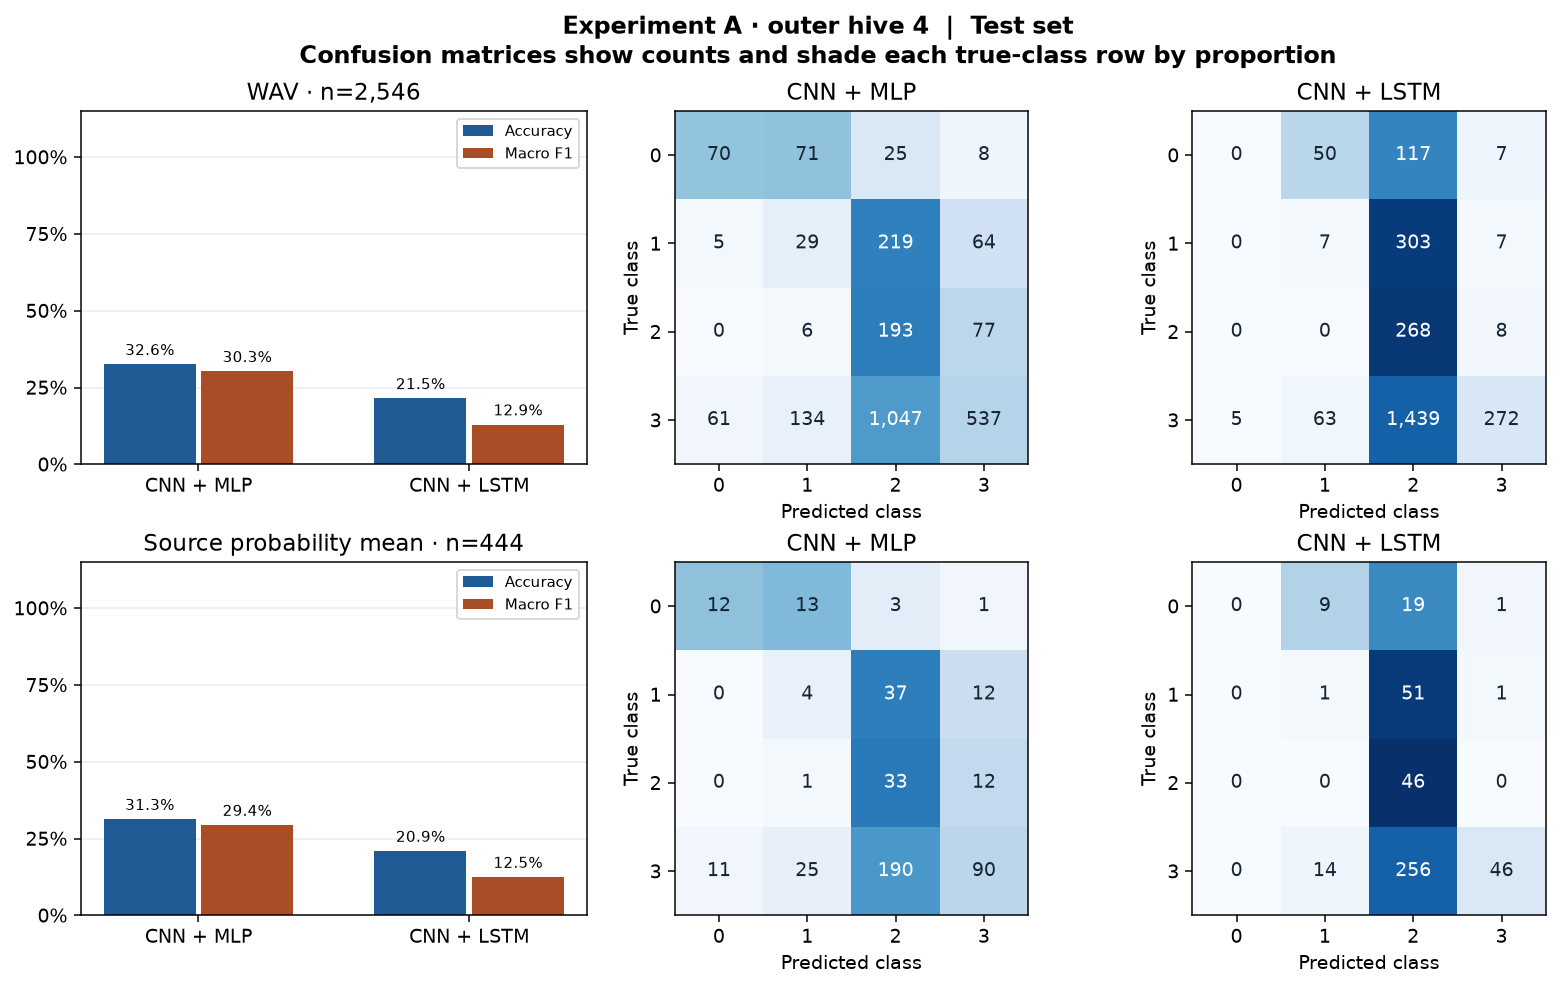 Experiment A · outer hive 4  |  Test set
Confusion matrices show counts and shade each true-class row by proportion
WAV · n=2,546
Accuracy
Macro F1
100%
75%
50%
25%
0%
32.6%
30.3%
21.5%
12.9%
CNN + MLP
CNN + LSTM
CNN + MLP
True class
0 70 71 25 8
1 5 29 219 64
2 0 6 193 77
3 61 134 1,047 537
0 1 2 3
Predicted class
CNN + LSTM
True class
0 0 50 117 7
1 0 7 303 7
2 0 0 268 8
3 5 63 1,439 272
0 1 2 3
Predicted class
Source probability mean · n=444
Accuracy
Macro F1
100%
75%
50%
25%
0%
31.3%
29.4%
20.9%
12.5%
CNN + MLP
CNN + LSTM
CNN + MLP
True class
0 12 13 3 1
1 0 4 37 12
2 0 1 33 12
3 11 25 190 90
0 1 2 3
Predicted class
CNN + LSTM
True class
0 0 9 19 1
1 0 1 51 1
2 0 0 46 0
3 0 14 256 46
0 1 2 3
Predicted class